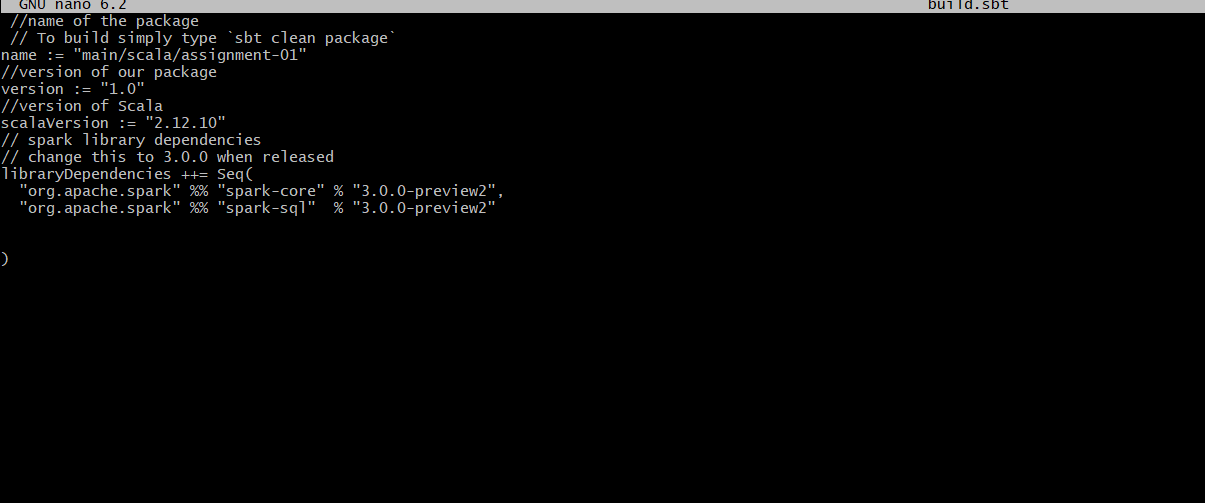 GNU nano 6.2 build.sbt
//name of the package
// To build simply type `sbt clean package`
name := "main/scala/assignment-01"
//version of our package
version := "1.0"
//version of Scala
scalaVersion := "2.12.10"
// spark library dependencies
// change this to 3.0.0 when released
libraryDependencies ++= Seq(
"org.apache.spark" %% "spark-core" % "3.0.0-preview2",
"org.apache.spark" %% "spark-sql"  % "3.0.0-preview2"
)